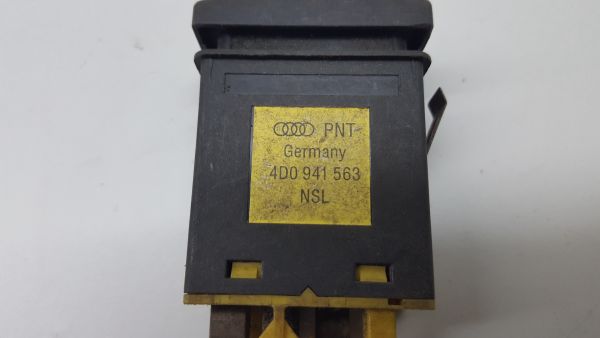 PNT
Germany
4D0 941 563
NSL